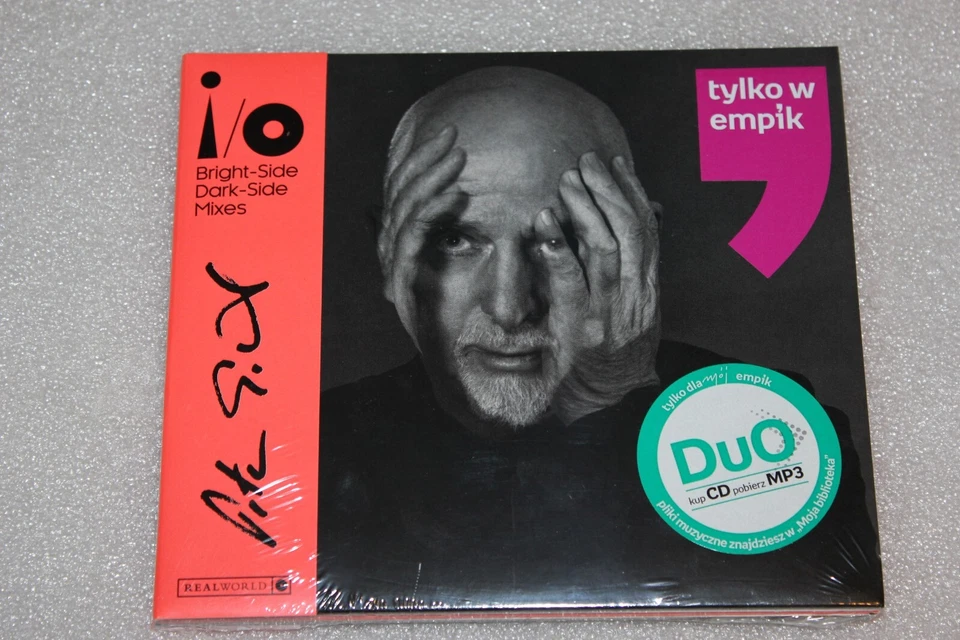 i/o
Bright-Side
Dark-Side
Mixes
REALWORLD
tylko w
empik
tylko dla mój empik
DuO
kup CD pobierz MP3
pliki muzyczne znajdziesz w „Moja biblioteka”